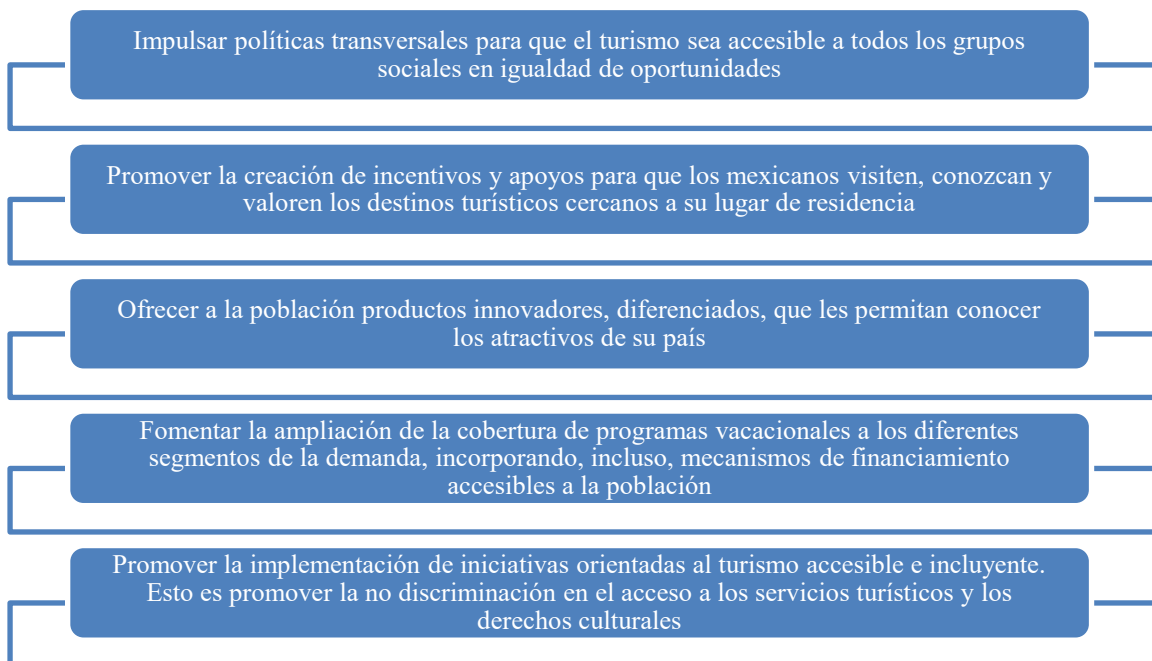 Impulsar políticas transversales para que el turismo sea accesible a todos los grupos
sociales en igualdad de oportunidades
Promover la creación de incentivos y apoyos para que los mexicanos visiten, conozcan y
valoren los destinos turísticos cercanos a su lugar de residencia
Ofrecer a la población productos innovadores, diferenciados, que les permitan conocer
los atractivos de su país
Fomentar la ampliación de la cobertura de programas vacacionales a los diferentes
segmentos de la demanda, incorporando, incluso, mecanismos de financiamiento
accesibles a la población
Promover la implementación de iniciativas orientadas al turismo accesible e incluyente.
Esto es promover la no discriminación en el acceso a los servicios turísticos y los
derechos culturales